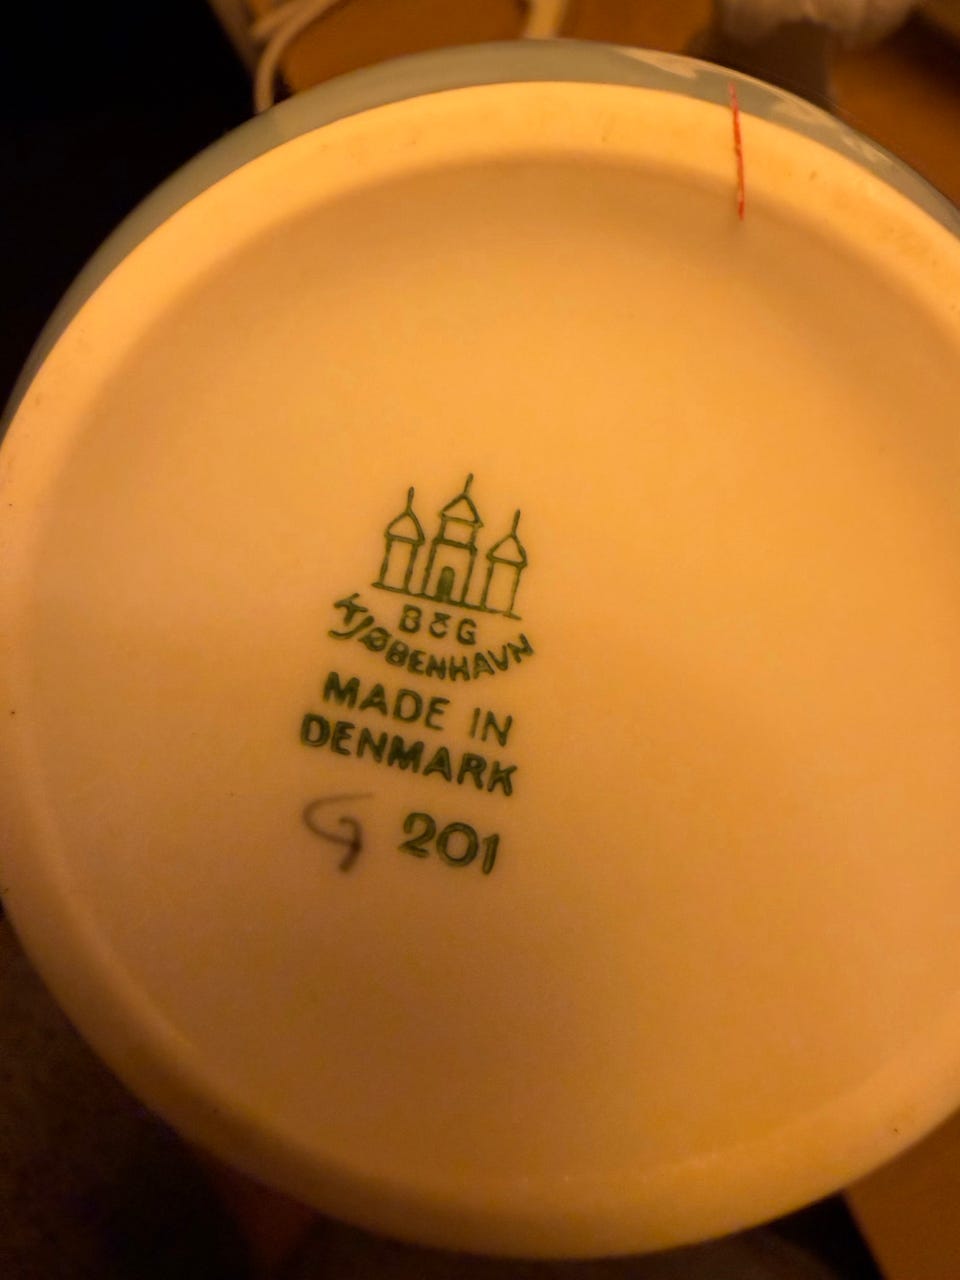 B&G
KJØBENHAVN
MADE IN
DENMARK
G 201